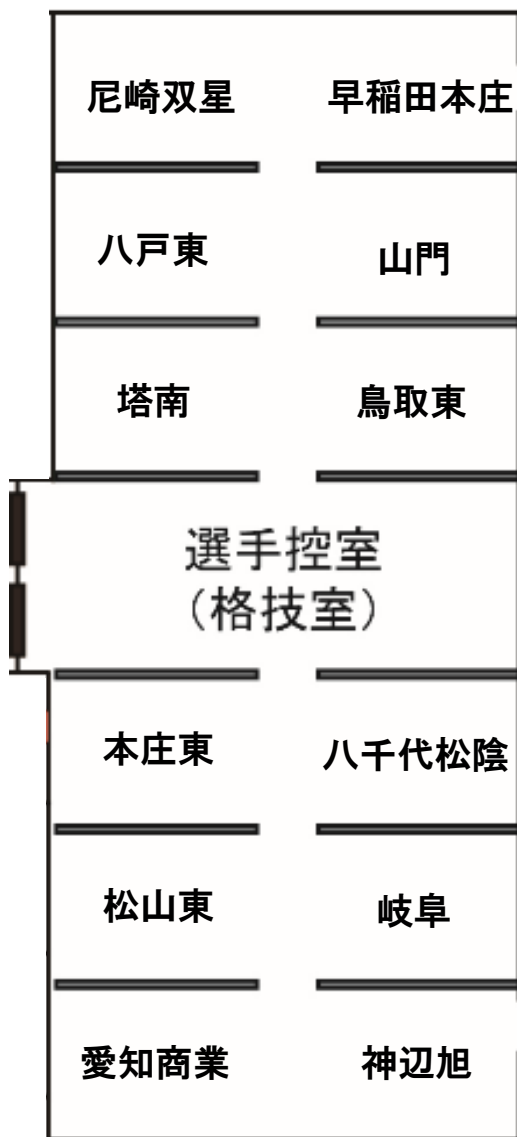 尼崎双星
早稲田本庄
八戸東
山門
塔南
鳥取東
選手控室
（格技室）
本庄東
八千代松陰
松山東
岐阜
愛知商業
神辺旭